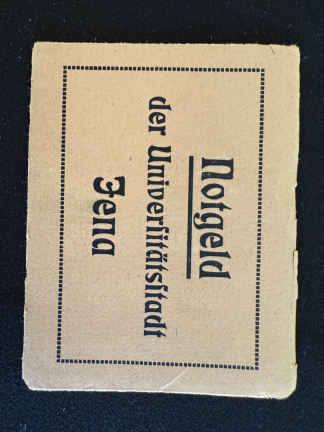 Notgeld
der Universitätsstadt
Jena